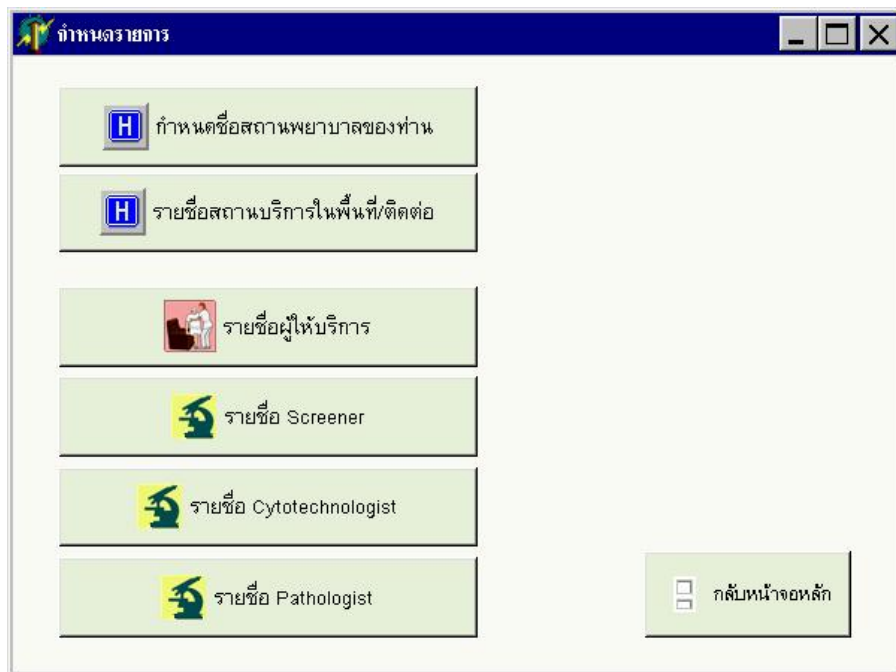 กำหนดรายการ
H กำหนดชื่อสถานพยาบาลของท่าน
H รายชื่อสถานบริการในพื้นที่/ติดต่อ
รายชื่อผู้ให้บริการ
รายชื่อ Screener
รายชื่อ Cytotechnologist
รายชื่อ Pathologist
กลับหน้าจอหลัก